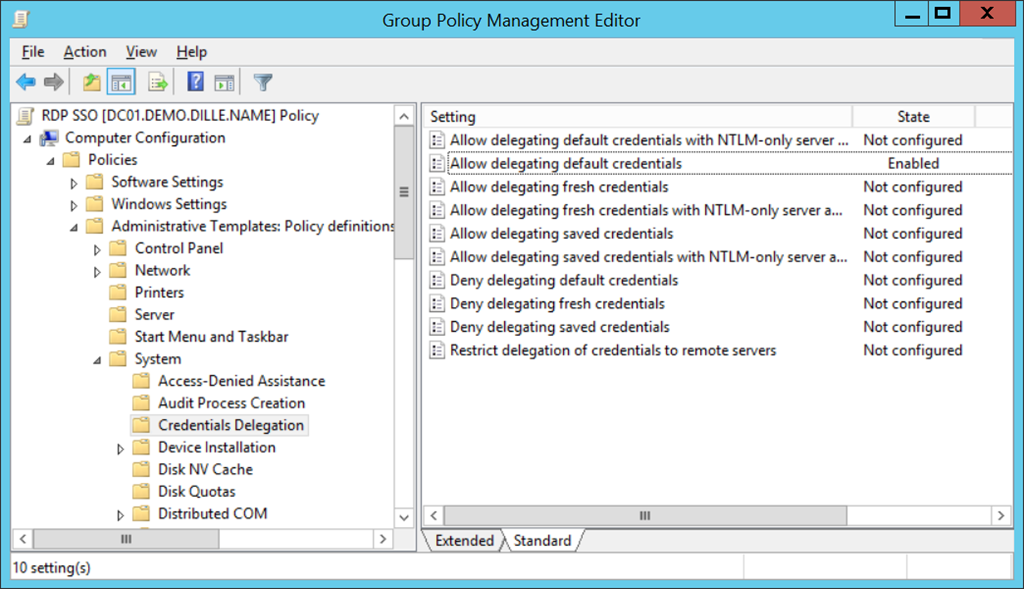 Group Policy Management Editor
File Action View Help
RDP SSO [DC01.DEMO.DILLE.NAME] Policy
Computer Configuration
Policies
Software Settings
Windows Settings
Administrative Templates: Policy definitions
Control Panel
Network
Printers
Server
Start Menu and Taskbar
System
Access-Denied Assistance
Audit Process Creation
Credentials Delegation
Device Installation
Disk NV Cache
Disk Quotas
Distributed COM
Setting State
Allow delegating default credentials with NTLM-only server ... Not configured
Allow delegating default credentials Enabled
Allow delegating fresh credentials Not configured
Allow delegating fresh credentials with NTLM-only server a... Not configured
Allow delegating saved credentials Not configured
Allow delegating saved credentials with NTLM-only server a... Not configured
Deny delegating default credentials Not configured
Deny delegating fresh credentials Not configured
Deny delegating saved credentials Not configured
Restrict delegation of credentials to remote servers Not configured
Extended Standard
10 setting(s)